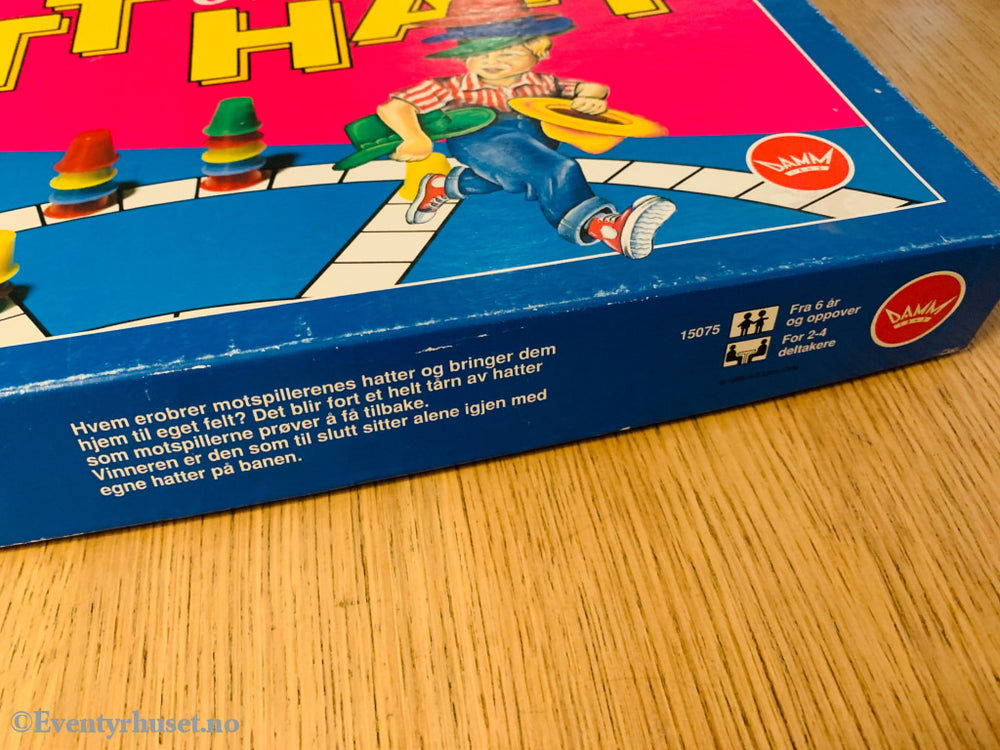 HATT
DAMM
Hvem erobrer motspillerenes hatter og bringer dem
hjem til eget felt? Det blir fort et helt tårn av hatter
som motspillerne prøver å få tilbake.
Vinneren er den som til slutt sitter alene igjen med
egne hatter på banen.
15075
Fra 6 år
og oppover
For 2-4
deltakere
DAMM
©Eventyrhuset.no